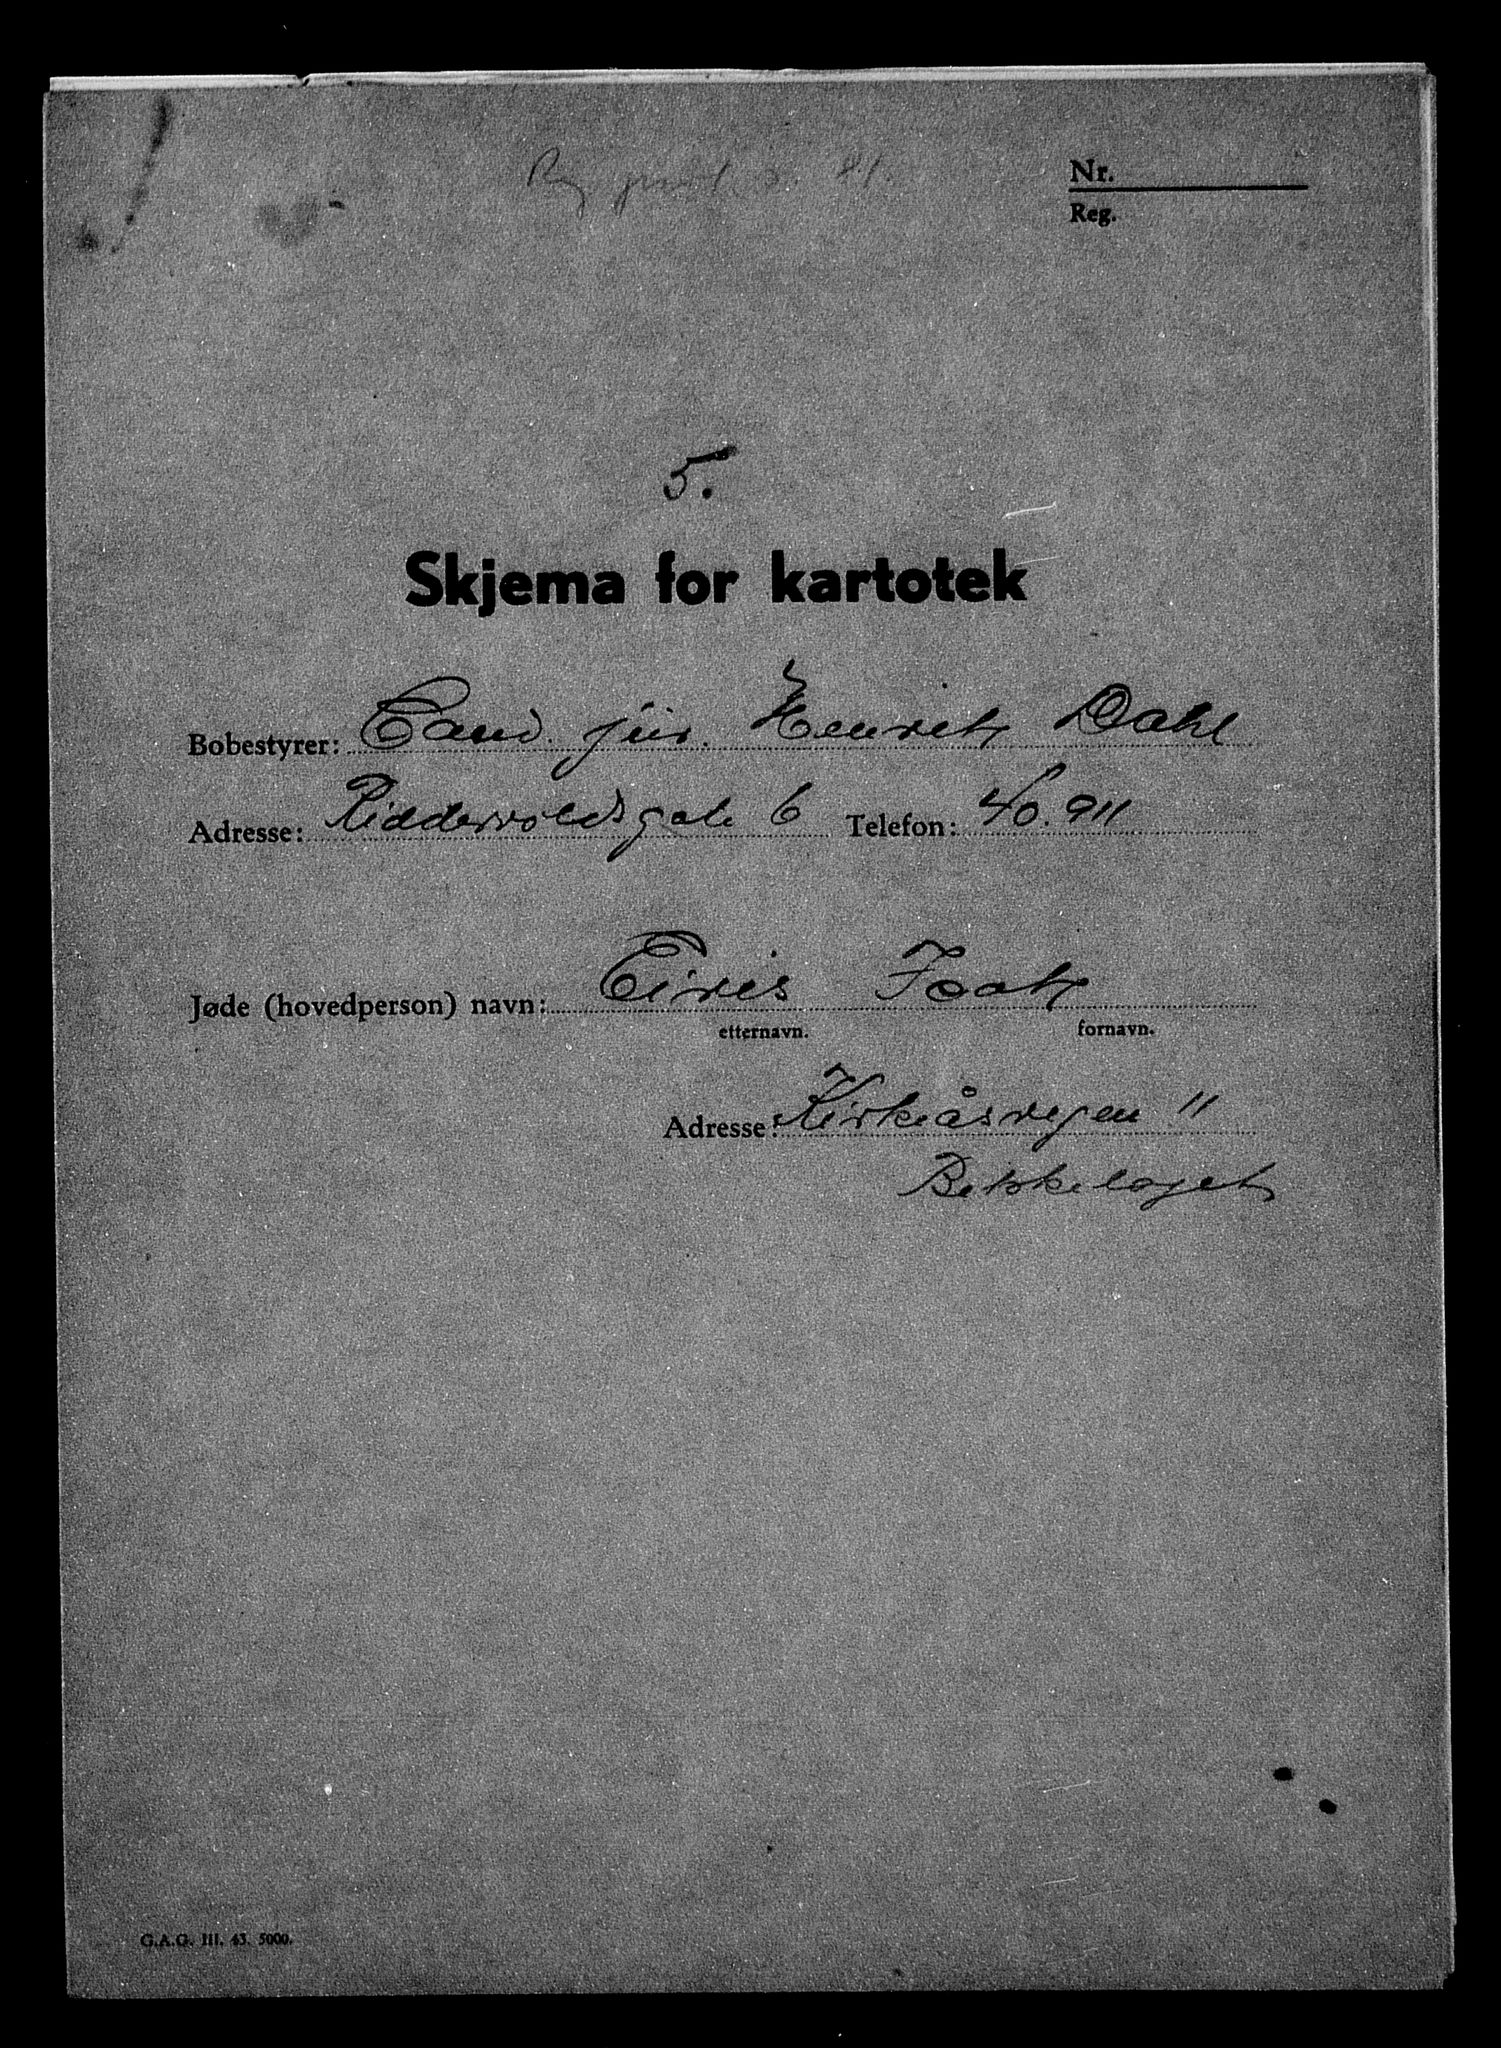 Nr.
Reg.
5.
Skjema for kartotek
Bobestyrer: Cand. jur. Henrik Dahl
Adresse: Riddervoldsgate 6 Telefon: 40.911
Jøde (hovedperson) navn: Eires Isak
etternavn. fornavn.
Adresse: Kirkeåsvegen 11
Bekkelaget
G.A.G. III. 43. 5000.